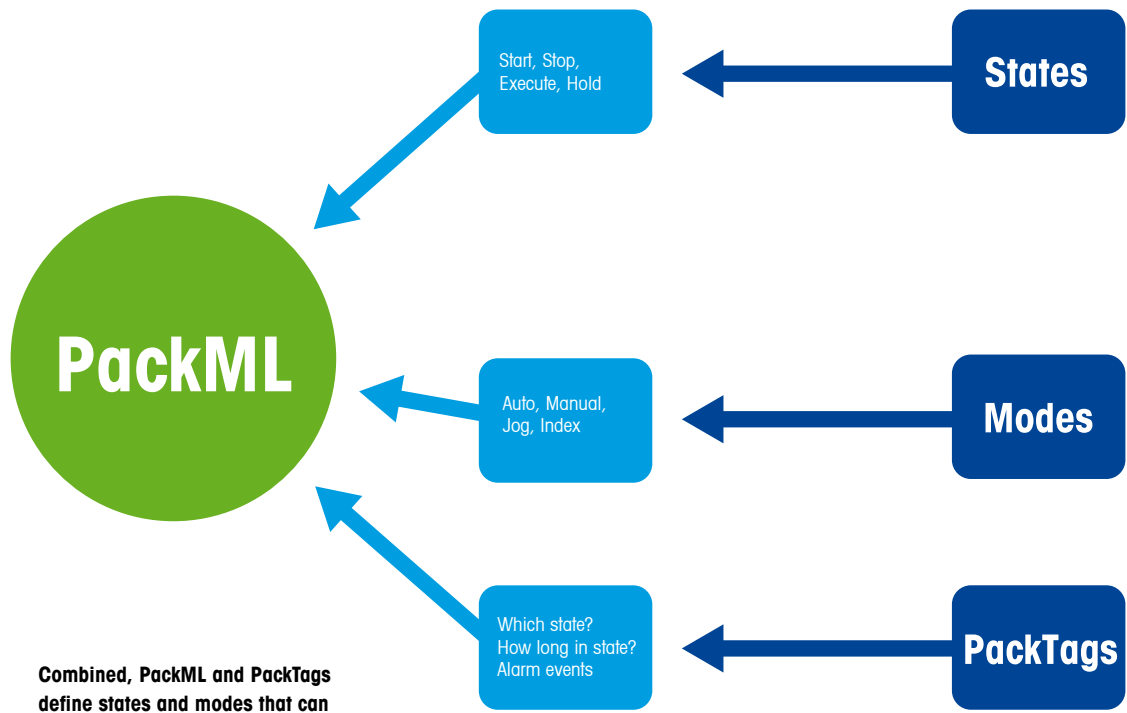 Start, Stop,
Execute, Hold
States
PackML
Auto, Manual,
Jog, Index
Modes
Which state?
How long in state?
Alarm events
PackTags
Combined, PackML and PackTags
define states and modes that can